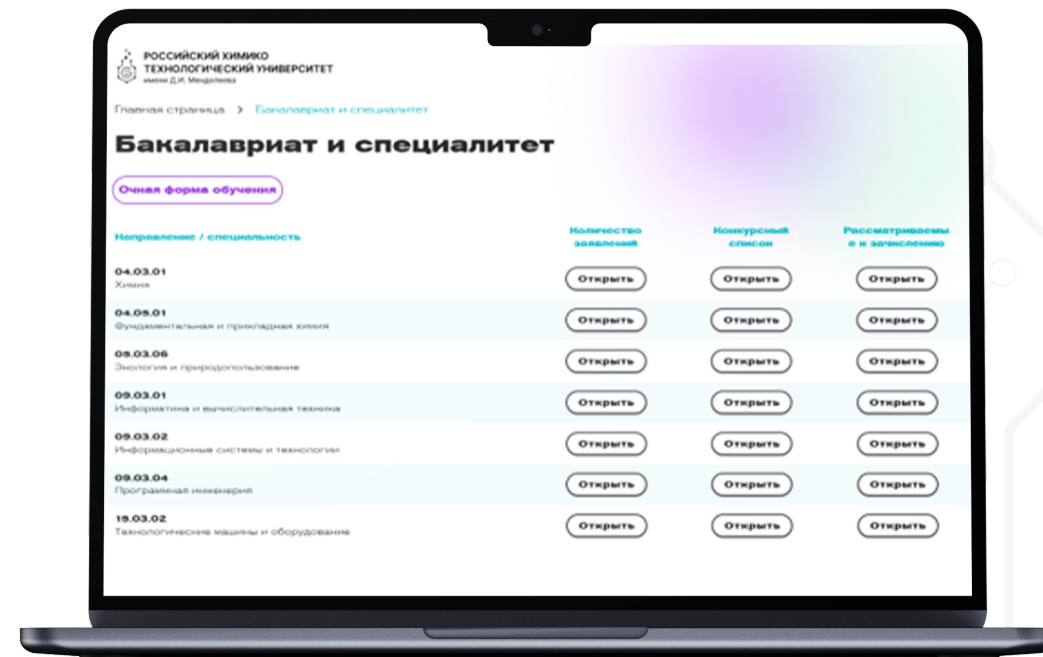 РОССИЙСКИЙ ХИМИКО
ТЕХНОЛОГИЧЕСКИЙ УНИВЕРСИТЕТ
имени Д.И. Менделеева
Главная страница > Бакалавриат и специалитет
Бакалавриат и специалитет
Очная форма обучения
Направление / специальность
Количество
заявлений
Конкурсный
список
Рассматриваемы
е к зачислению
04.03.01
Химия
Открыть Открыть Открыть
04.05.01
Фундаментальная и прикладная химия
Открыть Открыть Открыть
05.03.06
Экология и природопользование
Открыть Открыть Открыть
09.03.01
Информатика и вычислительная техника
Открыть Открыть Открыть
09.03.02
Информационные системы и технологии
Открыть Открыть Открыть
09.03.04
Программная инженерия
Открыть Открыть Открыть
15.03.02
Технологические машины и оборудование
Открыть Открыть Открыть